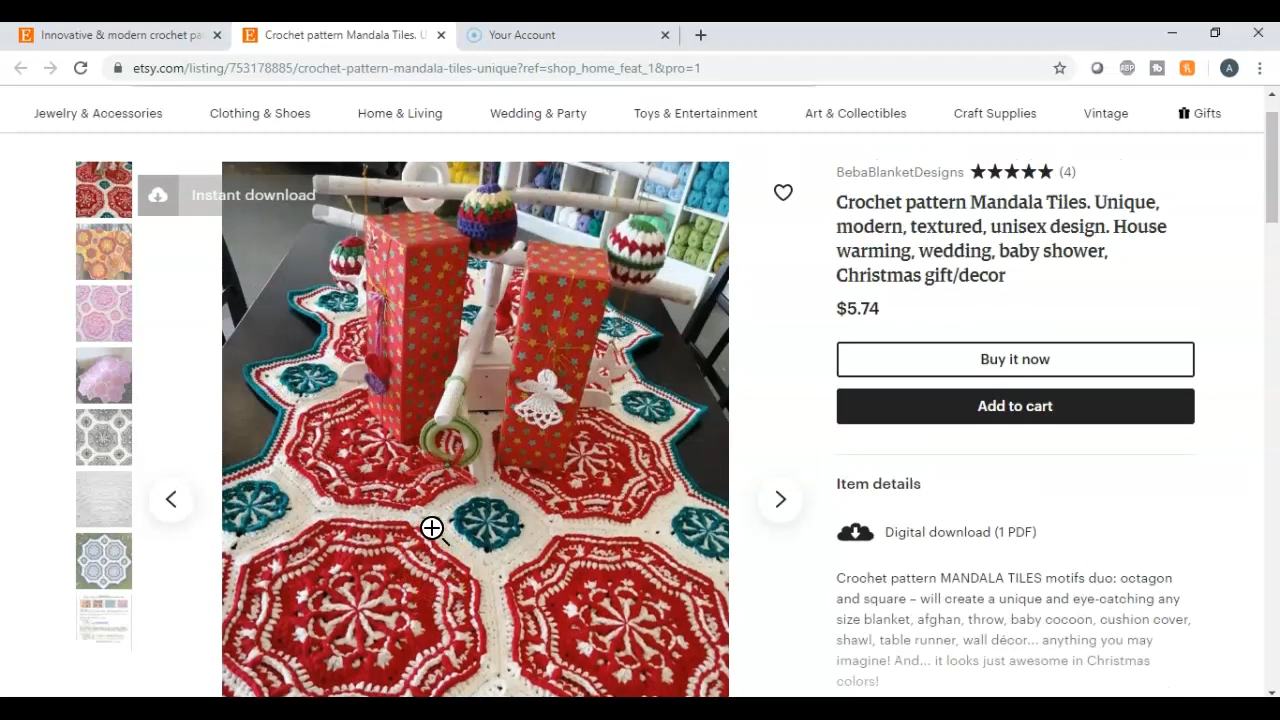 Innovative & modern crochet pa
Crochet pattern Mandala Tiles. U
Your Account
etsy.com/listing/753178885/crochet-pattern-mandala-tiles-unique?ref=shop_home_feat_1&pro=1
ABP
A
Jewelry & Accessories
Clothing & Shoes
Home & Living
Wedding & Party
Toys & Entertainment
Art & Collectibles
Craft Supplies
Vintage
Gifts
Instant download
BebaBlanketDesigns ★★★★★ (4)
Crochet pattern Mandala Tiles. Unique,
modern, textured, unisex design. House
warming, wedding, baby shower,
Christmas gift/decor
$5.74
Buy it now
Add to cart
Item details
Digital download (1 PDF)
Crochet pattern MANDALA TILES motifs duo: octagon
and square – will create a unique and eye-catching any
size blanket, afghan, throw, baby cocoon, cushion cover,
shawl, table runner, wall décor... anything you may
imagine! And... it looks just awesome in Christmas
colors!